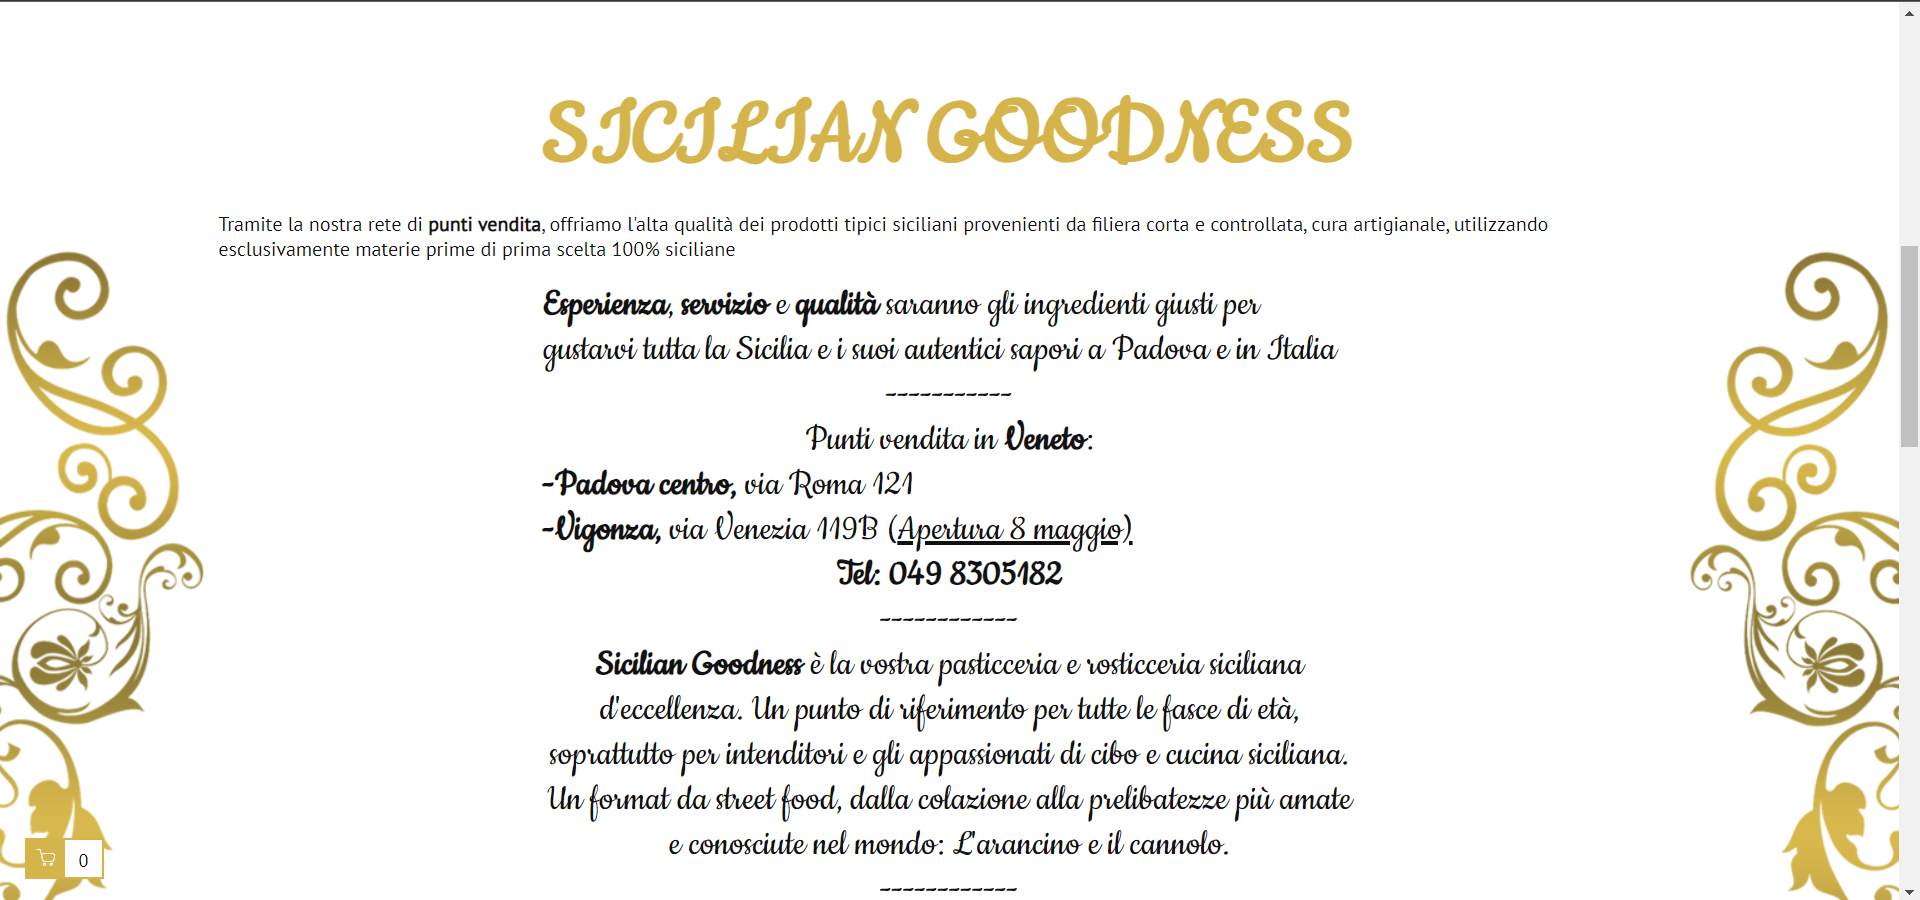 SICILIAN GOODNESS
Tramite la nostra rete di punti vendita, offriamo l'alta qualità dei prodotti tipici siciliani provenienti da filiera corta e controllata, cura artigianale, utilizzando
esclusivamente materie prime di prima scelta 100% siciliane
Esperienza, servizio e qualità saranno gli ingredienti giusti per
gustarvi tutta la Sicilia e i suoi autentici sapori a Padova e in Italia
-----------
Punti vendita in Veneto:
-Padova centro, via Roma 121
-Vigonza, via Venezia 119B (Apertura 8 maggio)
Tel: 049 8305182
------------
Sicilian Goodness è la vostra pasticceria e rosticceria siciliana
d'eccellenza. Un punto di riferimento per tutte le fasce di età,
soprattutto per intenditori e gli appassionati di cibo e cucina siciliana.
Un format da street food, dalla colazione alla prelibatezze più amate
e conosciute nel mondo: L'arancino e il cannolo.
------------
0